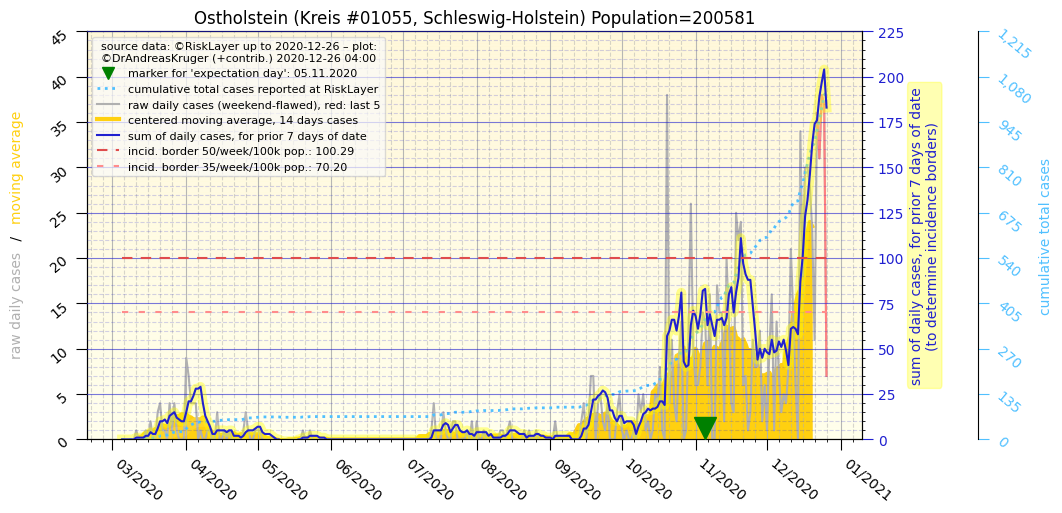 Ostholstein (Kreis #01055, Schleswig-Holstein) Population=200581
source data: ©RiskLayer up to 2020-12-26 – plot:
©DrAndreasKruger (+contrib.) 2020-12-26 04:00
marker for 'expectation day': 05.11.2020
cumulative total cases reported at RiskLayer
raw daily cases (weekend-flawed), red: last 5
centered moving average, 14 days cases
sum of daily cases, for prior 7 days of date
incid. border 50/week/100k pop.: 100.29
incid. border 35/week/100k pop.: 70.20
raw daily cases / moving average
45
40
35
30
25
20
15
10
5
0
03/2020
04/2020
05/2020
06/2020
07/2020
08/2020
09/2020
10/2020
11/2020
12/2020
01/2021
225
200
175
150
125
100
75
50
25
0
sum of daily cases, for prior 7 days of date
(to determine incidence borders)
1,215
1,080
945
810
675
540
405
270
135
0
cumulative total cases